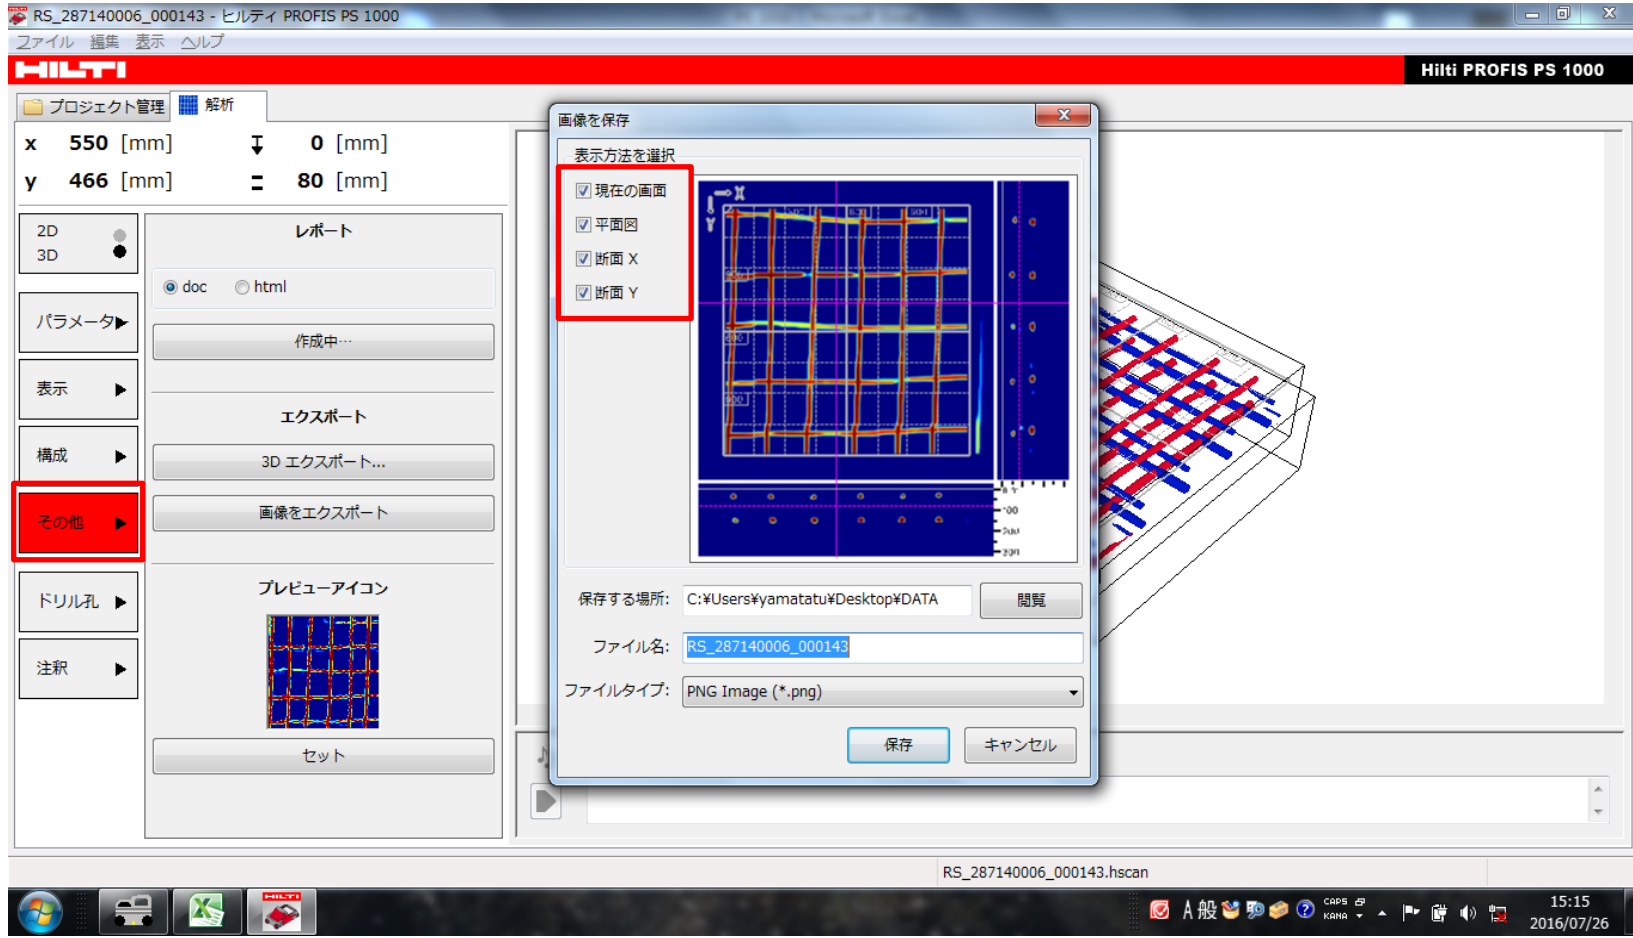 RS_287140006_000143 - ヒルティ PROFIS PS 1000
ファイル 編集 表示 ヘルプ
HILTI
Hilti PROFIS PS 1000
プロジェクト管理 解析
x 550 [mm] 0 [mm]
y 466 [mm] 80 [mm]
2D
3D
パラメータ
表示
構成
その他
ドリル孔
注釈
レポート
doc html
作成中…
エクスポート
3D エクスポート...
画像をエクスポート
プレビューアイコン
セット
画像を保存
表示方法を選択
現在の画面
平面図
断面 X
断面 Y
X
Y
保存する場所: C:¥Users¥yamatatu¥Desktop¥DATA 閲覧
ファイル名: RS_287140006_000143
ファイルタイプ: PNG Image (*.png)
保存 キャンセル
RS_287140006_000143.hscan
HILTI
A 般 CAPS KANA
15:15
2016/07/26